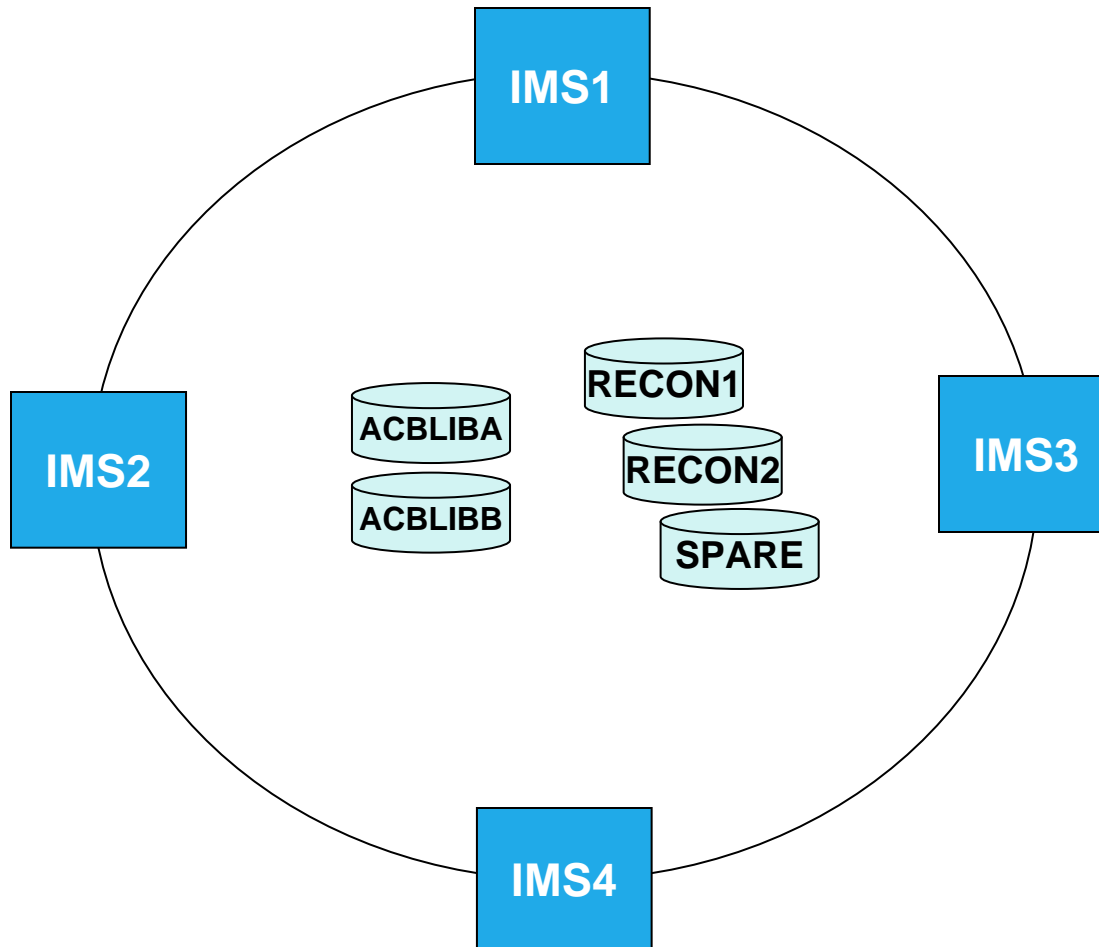 IMS1
RECON1
ACBLIBA
RECON2
IMS2
IMS3
ACBLIBB
SPARE
IMS4